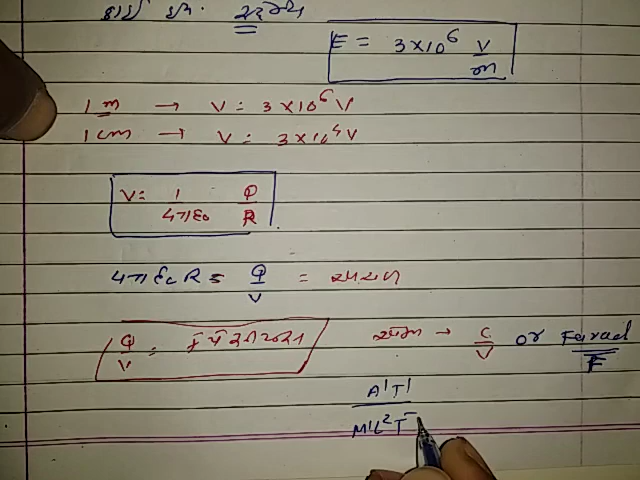 E = 3×10⁶ V/m
1 m → V = 3×10⁶ V
1 cm → V = 3×10⁴ V
V = 1/4πε₀ Q/R
4πε₀R = Q/V = અચળ
Q/V = → C/V or Farad
F
A¹T¹
M¹L²T⁻